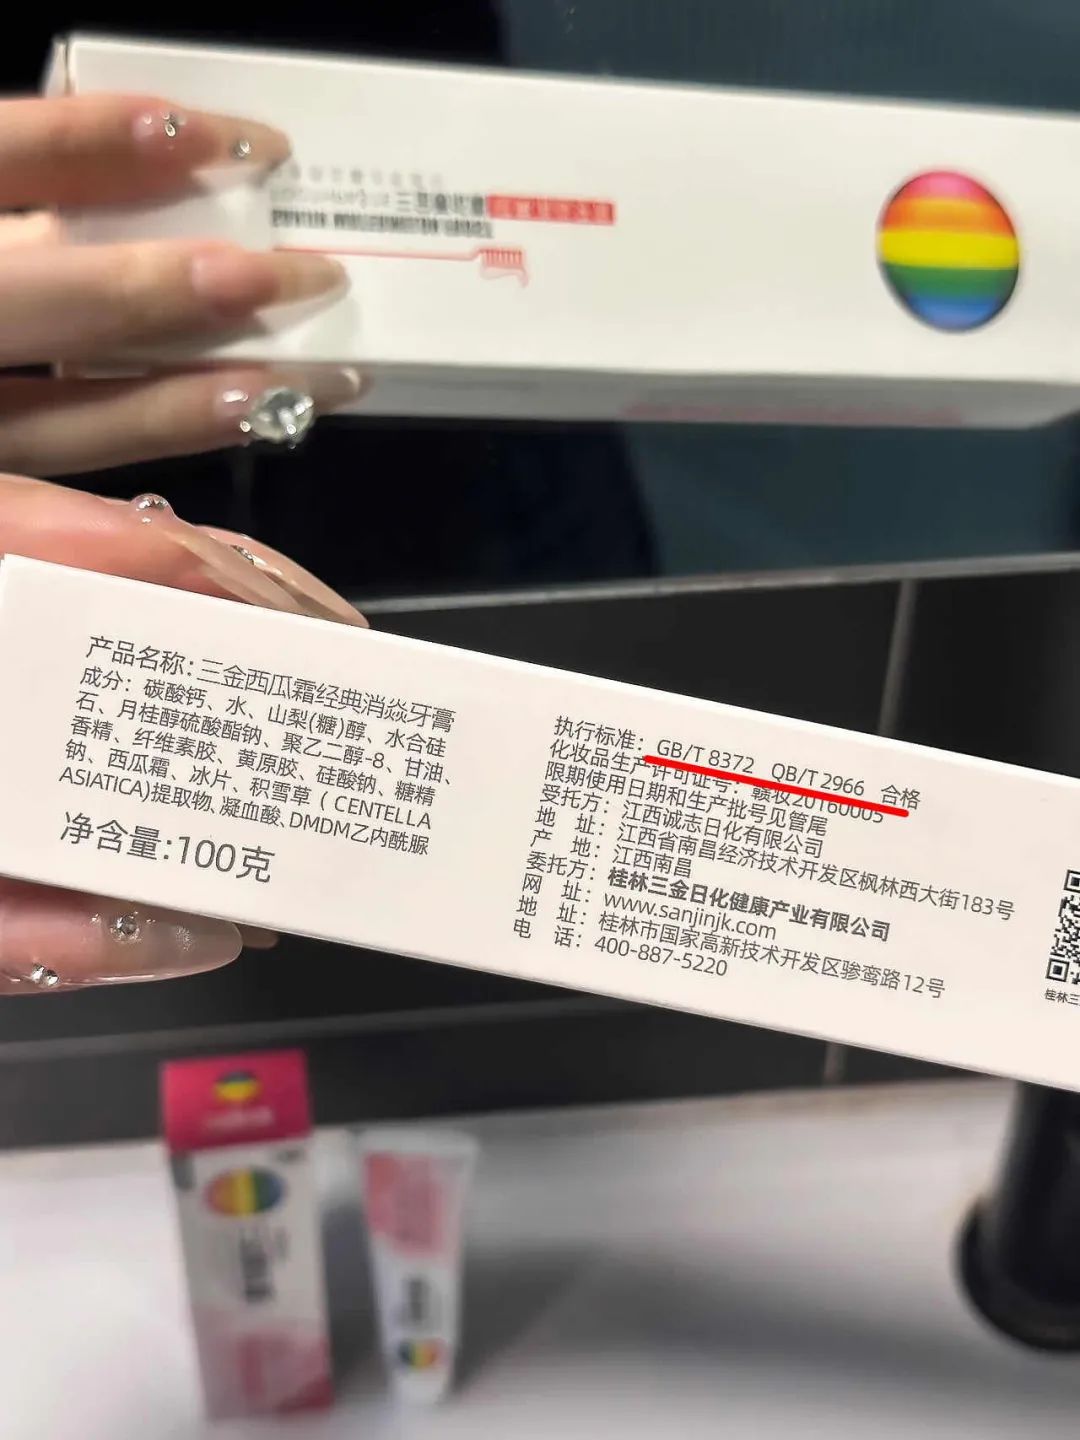 产品名称：三金西瓜霜经典消焱牙膏
成分：碳酸钙、水、山梨(糖)醇、水合硅
石、月桂醇硫酸酯钠、聚乙二醇-8、甘油、
香精、纤维素胶、黄原胶、硅酸钠、糖精
钠、西瓜霜、冰片、积雪草（CENTELLA
ASIATICA)提取物、凝血酸、DMDM乙内酰脲
净含量:100克
执行标准：GB/T 8372 QB/T 2966 合格
化妆品生产许可证号：赣妆20160005
限期使用日期和生产批号见管尾
受托方：江西诚志日化有限公司
地 址：江西省南昌经济技术开发区枫林西大街183号
产 地：江西南昌
委托方：桂林三金日化健康产业有限公司
网 址：www.sanjinjk.com
地 址：桂林市国家高新技术开发区骖鸾路12号
电 话：400-887-5220
桂林三